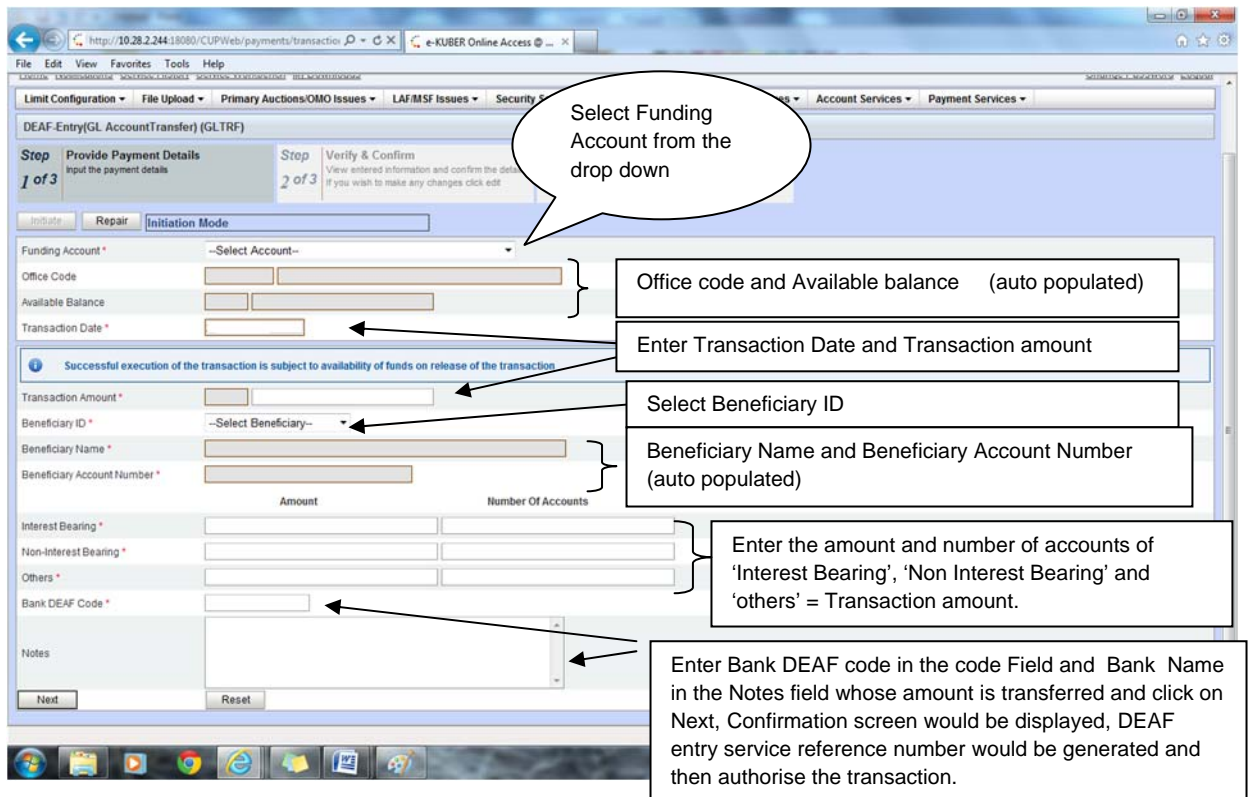 http://10.28.2.244:18080/CUPWeb/payments/transactio
e-KUBER Online Access @ ...
File Edit View Favorites Tools Help
Limit Configuration File Upload Primary Auctions/OMO Issues LAF/MSF Issues Security Account Services Payment Services
DEAF-Entry(GL AccountTransfer) (GLTRF)
Select Funding
Account from the
drop down
Step
1 of 3
Provide Payment Details
Input the payment details
Step
2 of 3
Verify & Confirm
View entered information and confirm the
If you wish to make any changes click edit
Initiate Repair Initiation Mode
Funding Account * --Select Account--
Office Code
Office code and Available balance (auto populated)
Available Balance
Transaction Date *
Enter Transaction Date and Transaction amount
Successful execution of the transaction is subject to availability of funds on release of the transaction
Transaction Amount *
Select Beneficiary ID
Beneficiary ID * --Select Beneficiary--
Beneficiary Name *
Beneficiary Name and Beneficiary Account Number
(auto populated)
Beneficiary Account Number *
Amount Number Of Accounts
Interest Bearing *
Non-Interest Bearing *
Others *
Enter the amount and number of accounts of
‘Interest Bearing’, ‘Non Interest Bearing’ and
‘others’ = Transaction amount.
Bank DEAF Code *
Notes
Enter Bank DEAF code in the code Field and Bank Name
in the Notes field whose amount is transferred and click on
Next, Confirmation screen would be displayed, DEAF
entry service reference number would be generated and
then authorise the transaction.
Next Reset